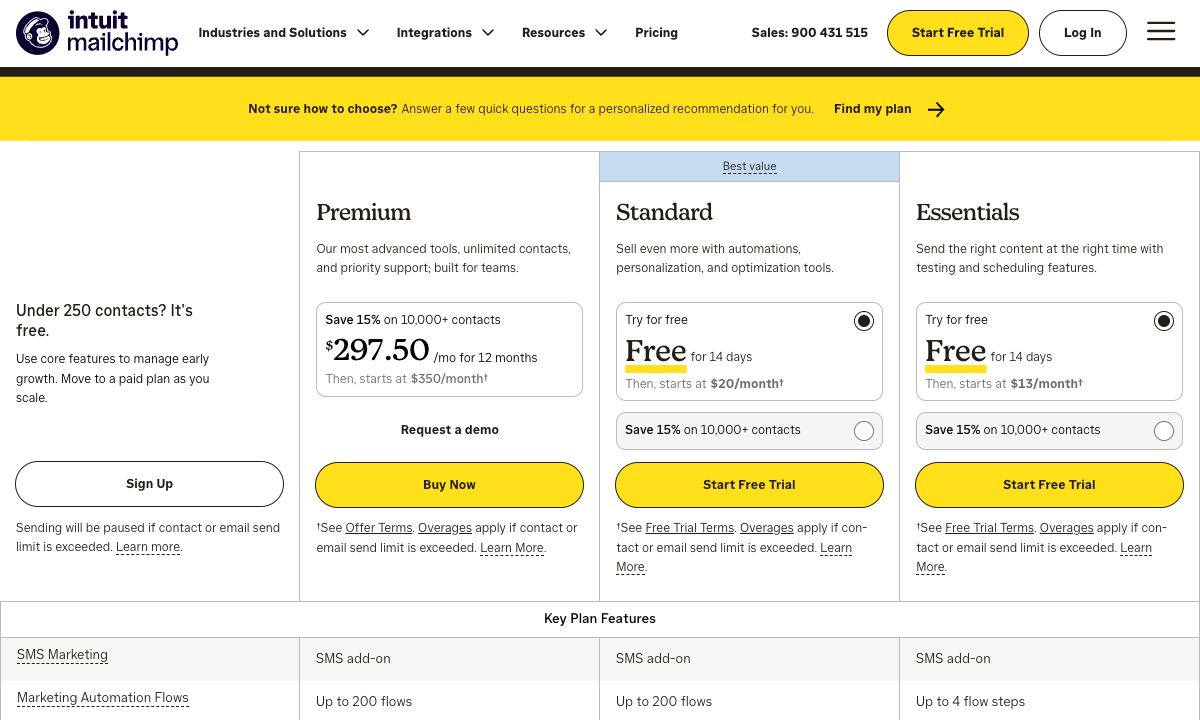 intuit
mailchimp
Industries and Solutions
Integrations
Resources
Pricing
Sales: 900 431 515
Start Free Trial
Log In
Not sure how to choose? Answer a few quick questions for a personalized recommendation for you.
Find my plan
Under 250 contacts? It's
free.
Use core features to manage early
growth. Move to a paid plan as you
scale.
Sign Up
Sending will be paused if contact or email send
limit is exceeded. Learn more.
Premium
Our most advanced tools, unlimited contacts,
and priority support; built for teams.
Save 15% on 10,000+ contacts
$297.50 /mo for 12 months
Then, starts at $350/month†
Request a demo
Buy Now
†See Offer Terms. Overages apply if contact or
email send limit is exceeded. Learn More.
Best value
Standard
Sell even more with automations,
personalization, and optimization tools.
Try for free
Free for 14 days
Then, starts at $20/month†
Save 15% on 10,000+ contacts
Start Free Trial
†See Free Trial Terms. Overages apply if con-
tact or email send limit is exceeded. Learn
More.
Essentials
Send the right content at the right time with
testing and scheduling features.
Try for free
Free for 14 days
Then, starts at $13/month†
Save 15% on 10,000+ contacts
Start Free Trial
†See Free Trial Terms. Overages apply if con-
tact or email send limit is exceeded. Learn
More.
Key Plan Features
SMS Marketing
SMS add-on
SMS add-on
SMS add-on
Marketing Automation Flows
Up to 200 flows
Up to 200 flows
Up to 4 flow steps